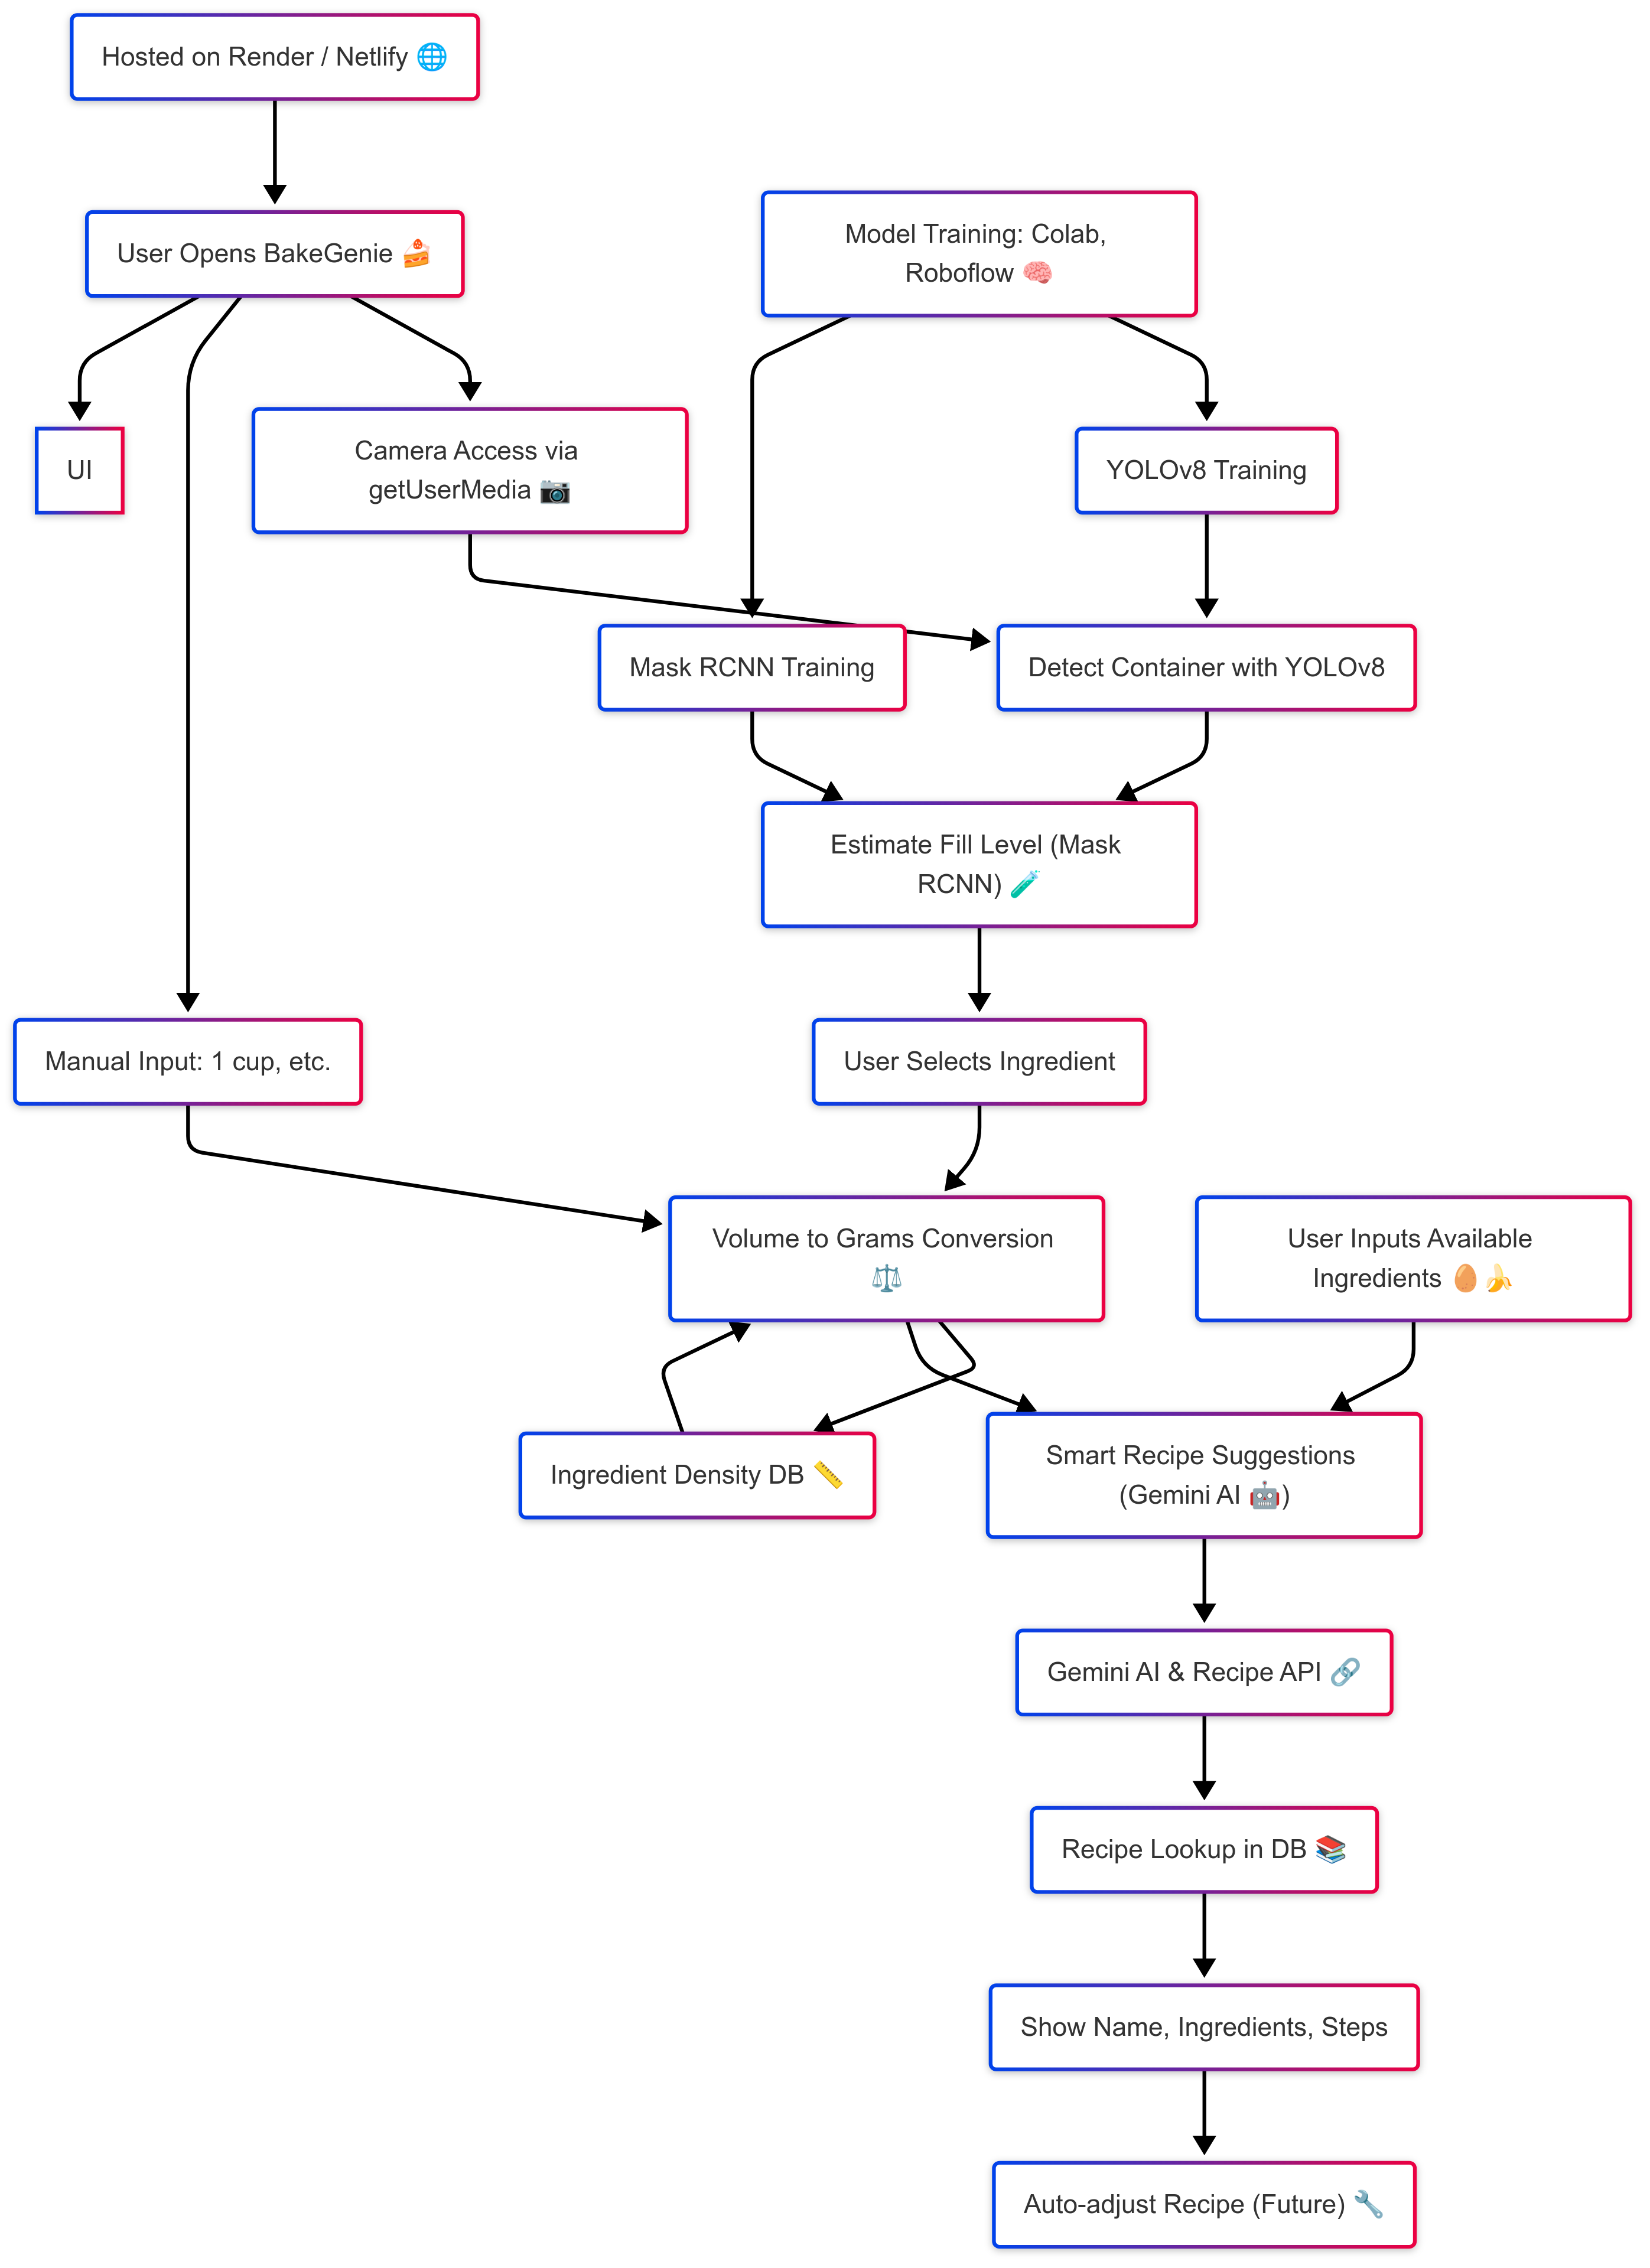 Hosted on Render / Netlify 🌐
User Opens BakeGenie 🍰
Model Training: Colab,
Roboflow 🧠
UI
Camera Access via
getUserMedia 📷
YOLOv8 Training
Mask RCNN Training
Detect Container with YOLOv8
Estimate Fill Level (Mask
RCNN) 🧪
Manual Input: 1 cup, etc.
User Selects Ingredient
Volume to Grams Conversion
⚖️
User Inputs Available
Ingredients 🥚🍌
Ingredient Density DB 📏
Smart Recipe Suggestions
(Gemini AI 🤖)
Gemini AI & Recipe API 🔗
Recipe Lookup in DB 📚
Show Name, Ingredients, Steps
Auto-adjust Recipe (Future) 🔧